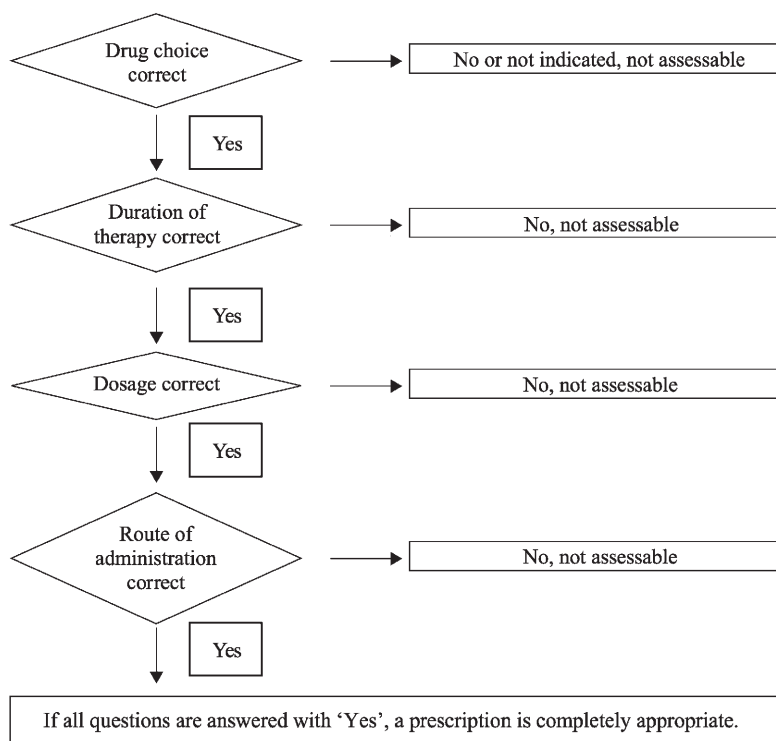 Drug choice
correct
No or not indicated, not assessable
Yes
Duration of
therapy correct
No, not assessable
Yes
Dosage correct
No, not assessable
Yes
Route of
administration
correct
No, not assessable
Yes
If all questions are answered with ‘Yes’, a prescription is completely appropriate.